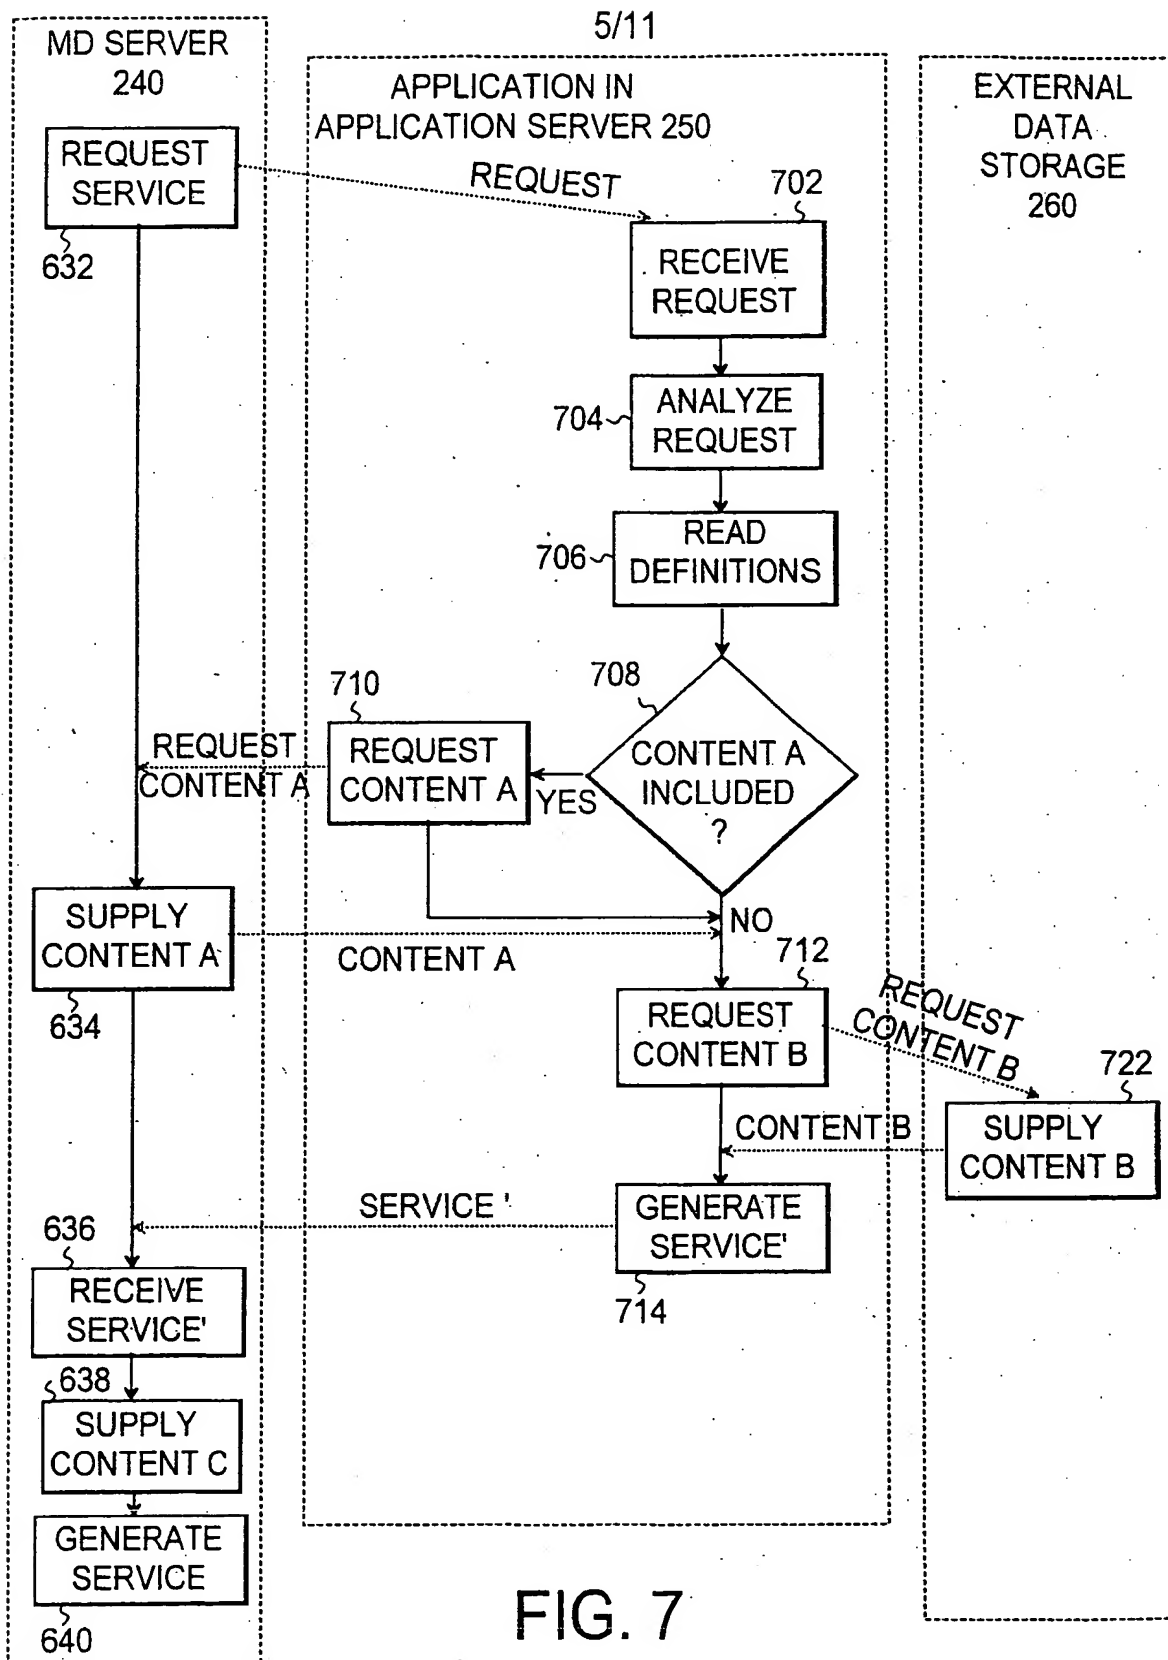 5/11
MD SERVER
240
APPLICATION IN
APPLICATION SERVER 250
EXTERNAL
DATA
STORAGE
260
REQUEST
SERVICE
632
REQUEST
702
RECEIVE
REQUEST
704
ANALYZE
REQUEST
706
READ
DEFINITIONS
708
CONTENT A
INCLUDED
?
YES
710
REQUEST
CONTENT A
REQUEST
CONTENT A
NO
SUPPLY
CONTENT A
634
CONTENT A
712
REQUEST
CONTENT B
REQUEST
CONTENT B
722
SUPPLY
CONTENT B
CONTENT B
GENERATE
SERVICE'
714
SERVICE '
636
RECEIVE
SERVICE'
638
SUPPLY
CONTENT C
GENERATE
SERVICE
640
FIG. 7